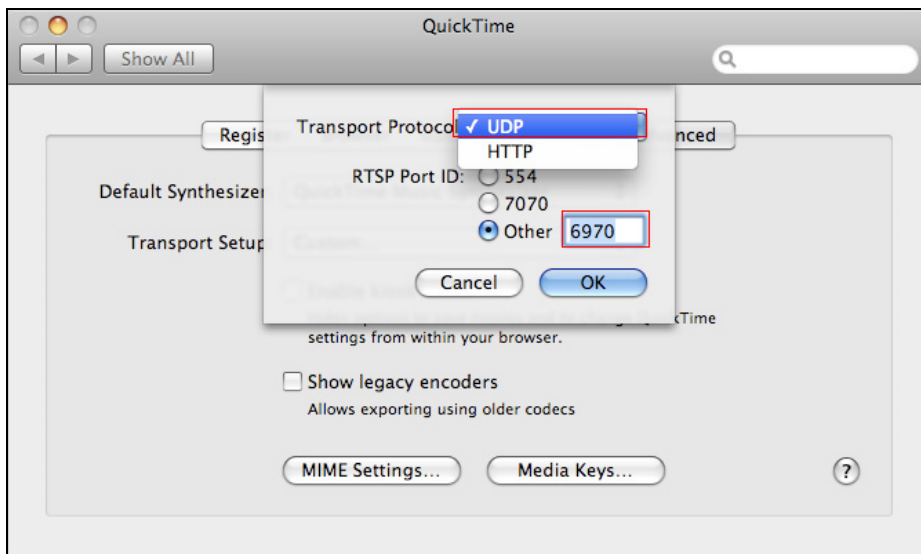 QuickTime
Show All
Transport Protocol
✓ UDP
HTTP
Regis
nced
RTSP Port ID:
554
7070
Other 6970
Default Synthesizer
Transport Setup
Cancel
OK
kTime
settings from within your browser.
Show legacy encoders
Allows exporting using older codecs
MIME Settings...
Media Keys...
?